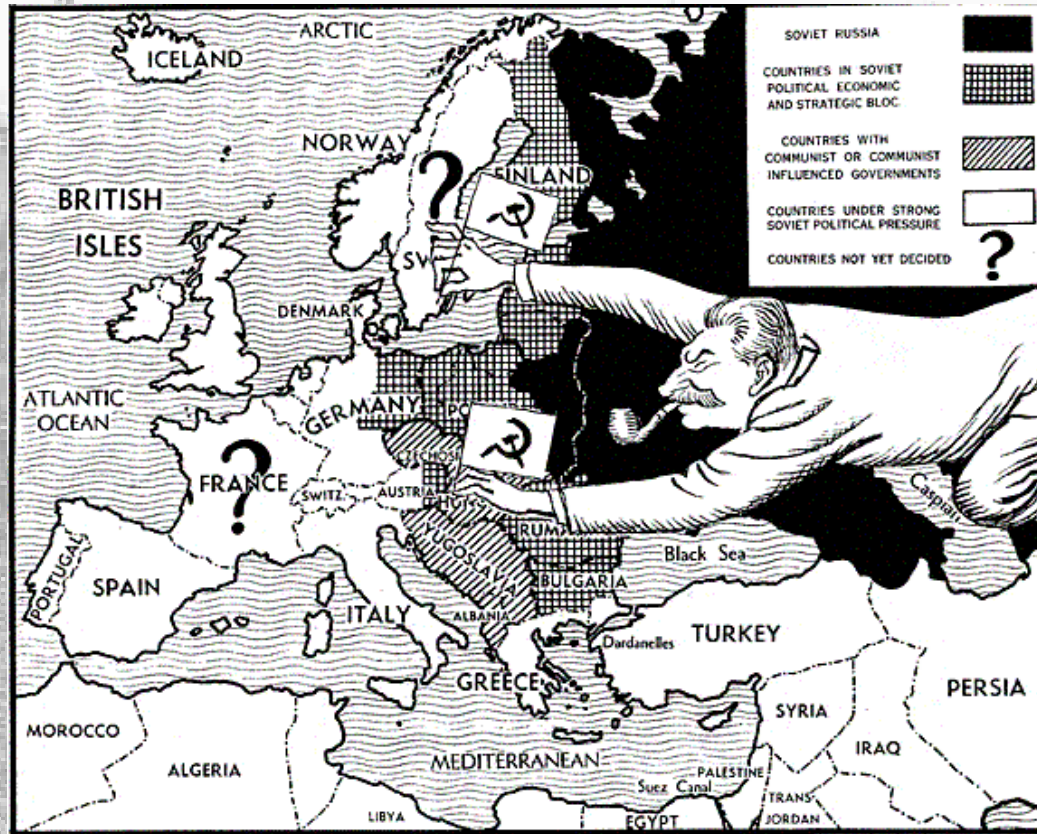 ARCTIC
ICELAND
NORWAY
?
FINLAND
BRITISH
ISLES
SW
DENMARK
ATLANTIC
OCEAN
GERMANY
PO
CZECHOS
FRANCE
?
SWITZ.
AUSTRIA
HU
RUM
YUGOSLAVA
BULGARIA
Black Sea
Caspian
PORTUGAL
SPAIN
ITALY
ALBANIA
Dardanelles
TURKEY
GREECE
PERSIA
SYRIA
IRAQ
MOROCCO
ALGERIA
MEDITERRANEAN
PALESTINE
Suez Canal
TRANS
JORDAN
LIBYA
EGYPT
SOVIET RUSSIA
COUNTRIES IN SOVIET
POLITICAL ECONOMIC
AND STRATEGIC BLOC.
COUNTRIES WITH
COMMUNIST OR COMMUNIST
INFLUENCED GOVERNMENTS
COUNTRIES UNDER STRONG
SOVIET POLITICAL PRESSURE
COUNTRIES NOT YET DECIDED ?